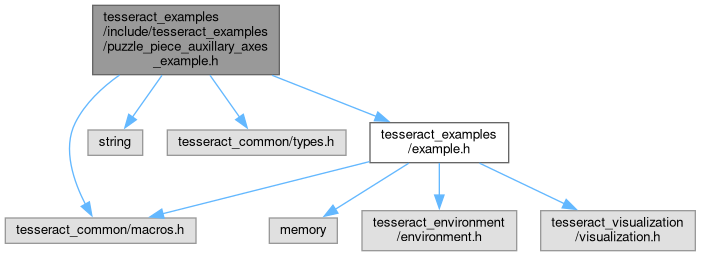 tesseract_examples
/include/tesseract_examples
/puzzle_piece_auxillary_axes
_example.h
string
tesseract_common/types.h
tesseract_examples
/example.h
tesseract_common/macros.h
memory
tesseract_environment
/environment.h
tesseract_visualization
/visualization.h